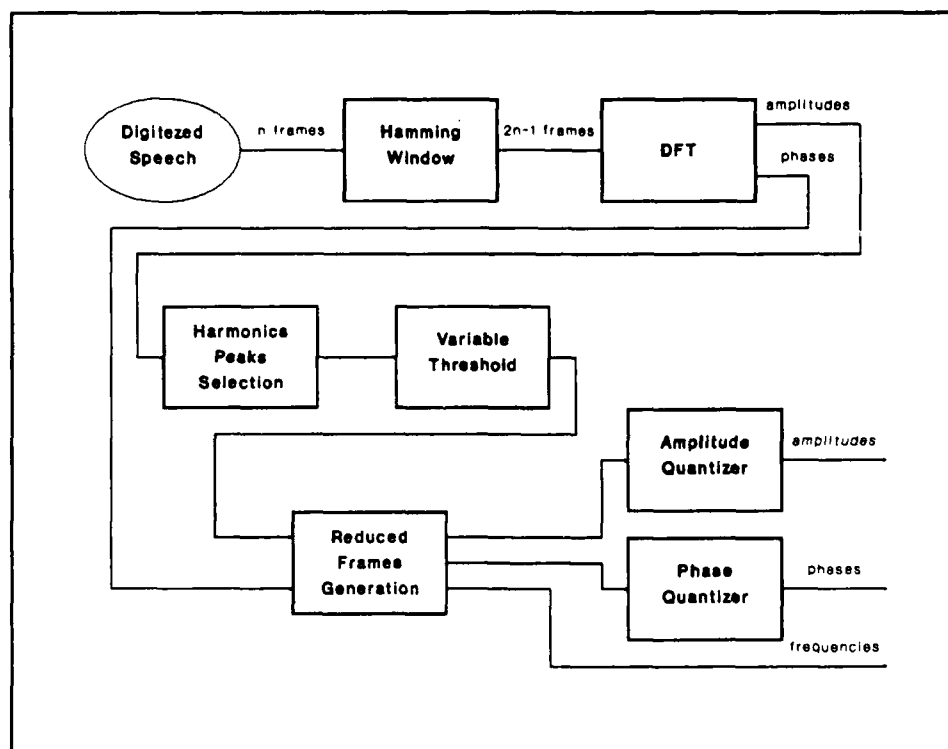 Digitezed
Speech
n frames
Hamming
Window
2n-1 frames
DFT
amplitudes
phases
Harmonics
Peaks
Selection
Variable
Threshold
Reduced
Frames
Generation
Amplitude
Quantizer
amplitudes
Phase
Quantizer
phases
frequencies